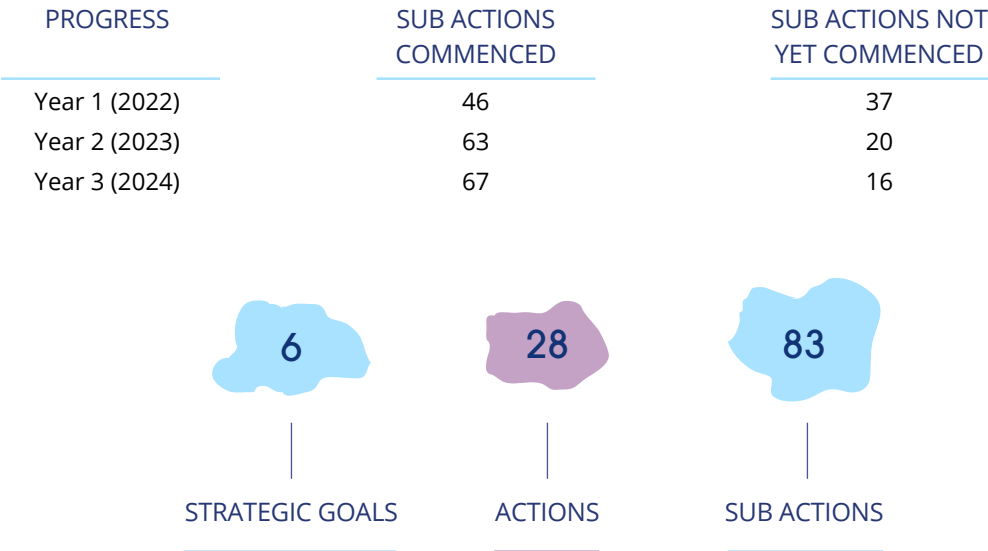 PROGRESS
SUB ACTIONS
COMMENCED
SUB ACTIONS NOT
YET COMMENCED
Year 1 (2022) 46 37
Year 2 (2023) 63 20
Year 3 (2024) 67 16
6 28 83
STRATEGIC GOALS ACTIONS SUB ACTIONS